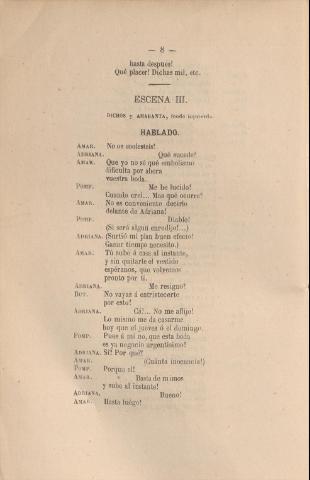 — 8 —
hasta despues!
Qué placer! Dichas mil, etc.
ESCENA III.
DICHOS y AMARANTA, fondo izquierda
HABLADO.
AMAR. No os molesteis!
ADRIANA. Qué sucede?
AMAR. Que yo no sé qué embolismo
dificulta por ahora
vuestra boda.
POMP. Me he lucido!
Cuando creí... Mas qué ocurre?
AMAR. No es conveniente decirlo
delante de Adriana!
POMP. Diablo!
(Si será algun enredijo!...)
ADRIANA. (Surtió mi plan buen efecto!
Ganar tiempo necesito.)
AMAR. Tú sube á casa al instante,
y sin quitarte el vestido
espéranos, que volvemos
pronto por tí.
ADRIANA. Me resigno!
BUT. No vayas á entristecerte
por esto!
ADRIANA. Cá!... No me aflijo!
Lo mismo me da casarme
hoy que el jueves ó el domingo.
POMP. Pues á mí no, que esta boda
es ya negocio urgentísimo!
ADRIANA. Sí! Por qué?
AMAR. (Cuánta inocencia!)
POMP. Porque sí!
AMAR. Basta de mimos
y sube al instante!
ADRIANA. Bueno!
AMAR. Hasta luégo!